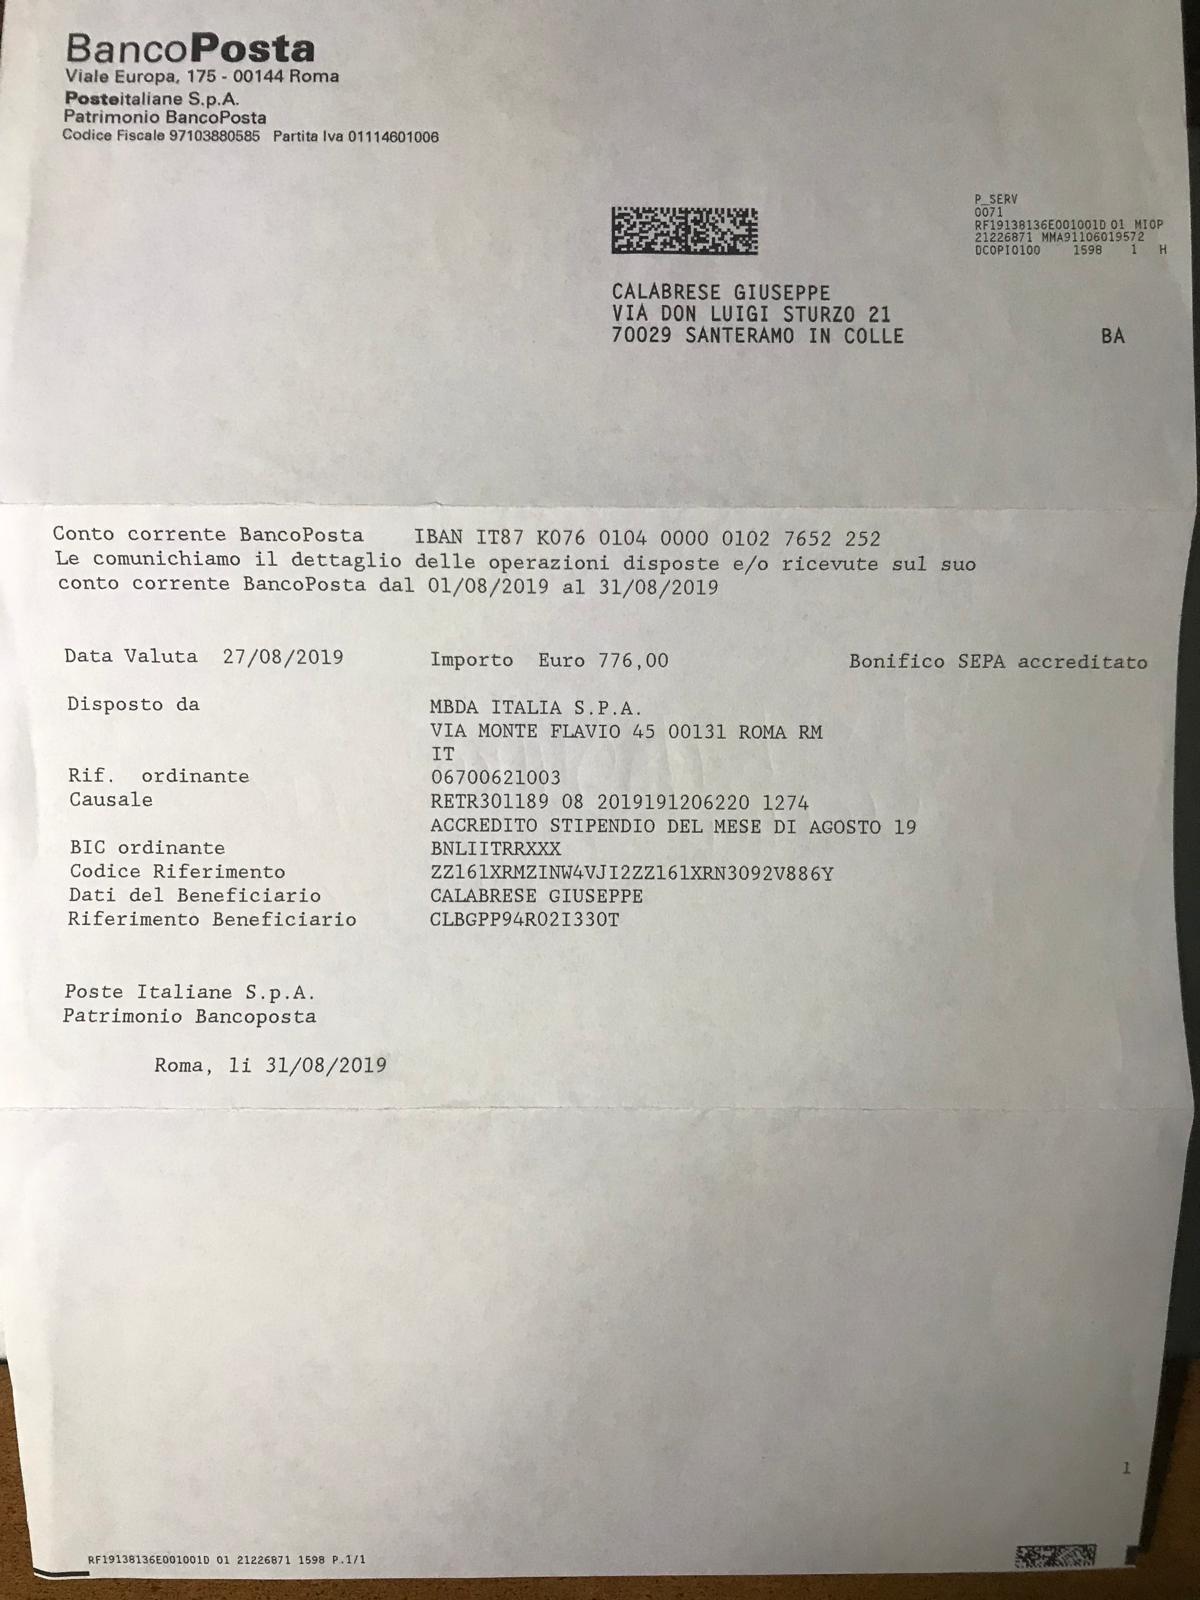 BancoPosta
Viale Europa, 175 - 00144 Roma
Posteitaliane S.p.A.
Patrimonio BancoPosta
Codice Fiscale 97103880585 Partita Iva 01114601006
P_SERV
0071
RF19138136E001001D 01 MIOP
21226871 MMA91106019572
DCOPI0100 1598 1 H
CALABRESE GIUSEPPE
VIA DON LUIGI STURZO 21
70029 SANTERAMO IN COLLE BA
Conto corrente BancoPosta IBAN IT87 K076 0104 0000 0102 7652 252
Le comunichiamo il dettaglio delle operazioni disposte e/o ricevute sul suo
conto corrente BancoPosta dal 01/08/2019 al 31/08/2019
Data Valuta 27/08/2019 Importo Euro 776,00 Bonifico SEPA accreditato
Disposto da MBDA ITALIA S.P.A.
VIA MONTE FLAVIO 45 00131 ROMA RM
IT
Rif. ordinante 06700621003
Causale RETR301189 08 2019191206220 1274
ACCREDITO STIPENDIO DEL MESE DI AGOSTO 19
BIC ordinante BNLIITRRXXX
Codice Riferimento ZZ161XRMZINW4VJI2ZZ161XRN3O92V886Y
Dati del Beneficiario CALABRESE GIUSEPPE
Riferimento Beneficiario CLBGPP94R02I330T
Poste Italiane S.p.A.
Patrimonio Bancoposta
Roma, li 31/08/2019
1
RF19138136E001001D 01 21226871 1598 P.1/1